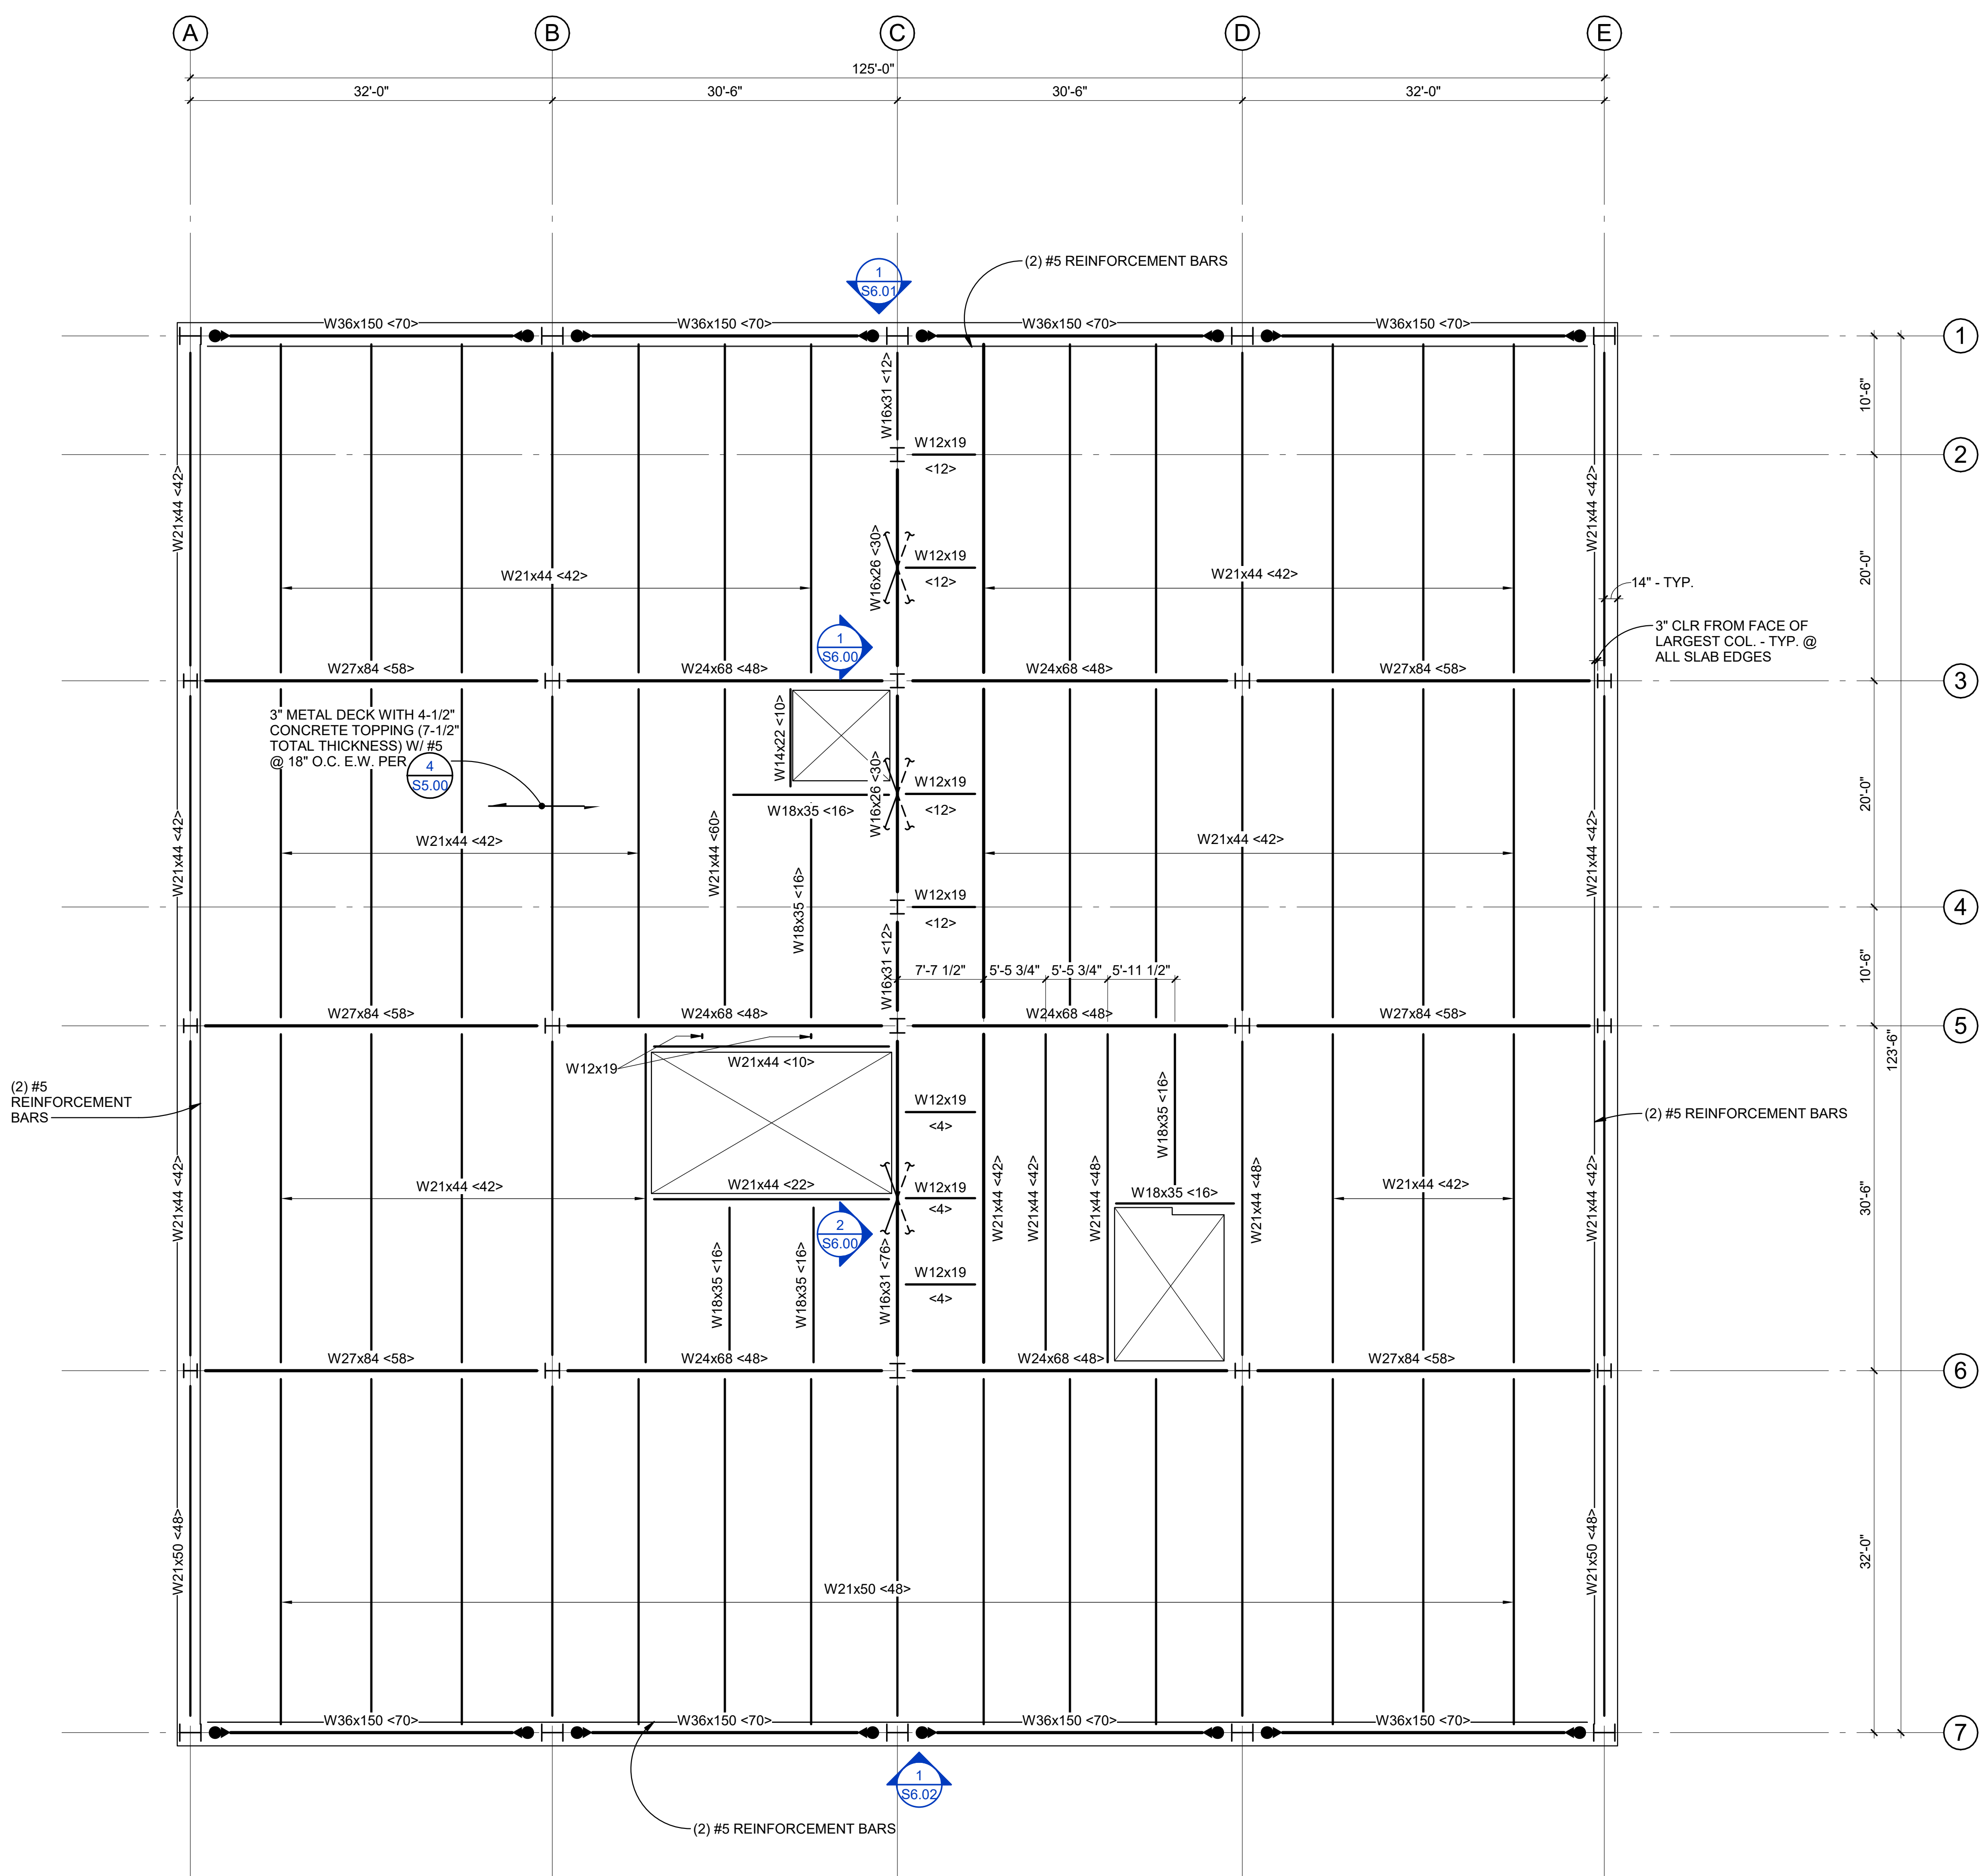 A
B
C
D
E
125'-0"
32'-0"
30'-6"
30'-6"
32'-0"
(2) #5 REINFORCEMENT BARS
1
S6.01
W36x150 <70>
W36x150 <70>
W36x150 <70>
W36x150 <70>
1
W16x31 <12>
10'-6"
W12x19
<12>
2
W21x44 <42>
W21x44 <42>
W16x26 <30>
W12x19
<12>
20'-0"
W21x44 <42>
W21x44 <42>
14" - TYP.
3" CLR FROM FACE OF
LARGEST COL. - TYP. @
ALL SLAB EDGES
1
S6.00
W27x84 <58>
W24x68 <48>
W24x68 <48>
W27x84 <58>
3
3" METAL DECK WITH 4-1/2"
CONCRETE TOPPING (7-1/2"
TOTAL THICKNESS) W/ #5
@ 18" O.C. E.W. PER
4
S5.00
W14x22 <10>
W16x26 <30>
W12x19
<12>
20'-0"
W18x35 <16>
W21x44 <42>
W21x44 <42>
W21x44 <60>
W21x44 <42>
W21x44 <42>
W18x35 <16>
W12x19
<12>
4
W16x31 <12>
10'-6"
7'-7 1/2"
5'-5 3/4"
5'-5 3/4"
5'-11 1/2"
W27x84 <58>
W24x68 <48>
W24x68 <48>
W27x84 <58>
5
123'-6"
W12x19
W21x44 <10>
(2) #5
REINFORCEMENT
BARS
W12x19
<4>
W18x35 <16>
(2) #5 REINFORCEMENT BARS
W21x44 <42>
W21x44 <42>
W21x44 <22>
W12x19
<4>
W21x44 <42>
W21x44 <42>
W21x44 <48>
W18x35 <16>
W21x44 <48>
W21x44 <42>
W21x44 <42>
30'-6"
2
S6.00
W18x35 <16>
W18x35 <16>
W16x31 <76>
W12x19
<4>
W27x84 <58>
W24x68 <48>
W24x68 <48>
W27x84 <58>
6
W21x50 <48>
W21x50 <48>
W21x50 <48>
32'-0"
W36x150 <70>
W36x150 <70>
W36x150 <70>
W36x150 <70>
7
1
S6.02
(2) #5 REINFORCEMENT BARS